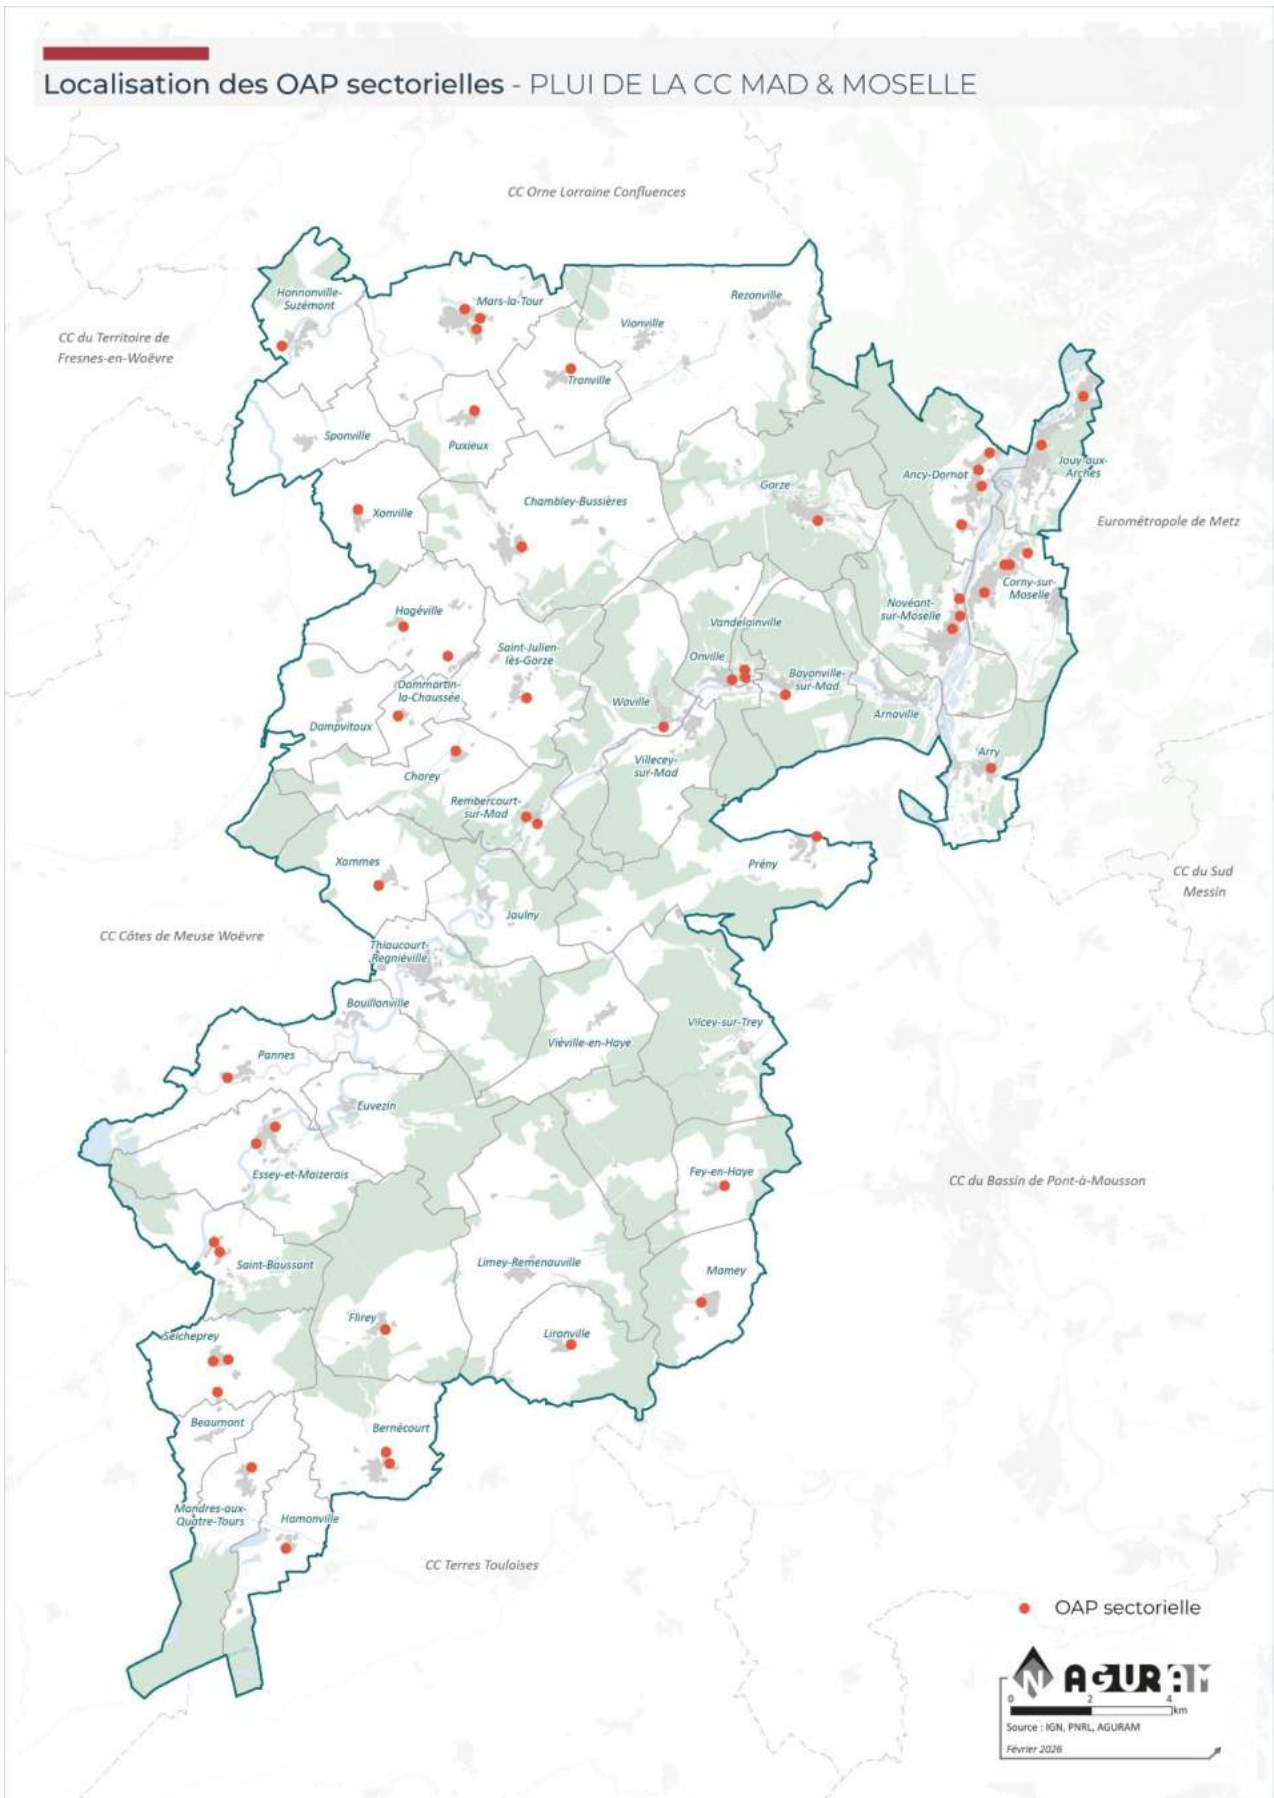 Localisation des OAP sectorielles - PLUI DE LA CC MAD & MOSELLE
CC Orne Lorraine Confluences
Hannonville-
Suzémont
Mars-la-Tour
Rezonville
Vionville
CC du Territoire de
Fresnes-en-Woëvre
Tronville
Sponville
Puxieux
Jouy-aux-
Arches
Ancy-Dornot
Gorze
Chambley-Bussières
Xonville
Eurométropole de Metz
Corny-sur-
Moselle
Novéant-
sur-Moselle
Hagéville
Vandelainville
Saint-Julien-
lès-Gorze
Onville
Bayonville-
sur-Mad
Dommartin-
la-Chaussée
Waville
Arnaville
Dampvitoux
Arry
Villecey-
sur-Mad
Charey
Rembercourt-
sur-Mad
Xammes
Prény
CC du Sud
Messin
Jaulny
CC Côtes de Meuse Woëvre
Thiaucourt-
Regniéville
Bouillonville
Vilcey-sur-Trey
Viéville-en-Haye
Pannes
Euvezin
Essey-et-Maizerais
Fey-en-Haye
CC du Bassin de Pont-à-Mousson
Saint-Baussant
Limey-Remenauville
Mamey
Flirey
Lironville
Seicheprey
Beaumont
Bernécourt
Mandres-aux-
Quatre-Tours
Hamonville
CC Terres Touloises
OAP sectorielle
N AGURAM
0 2 4
km
Source : IGN, PNRL, AGURAM
Février 2026